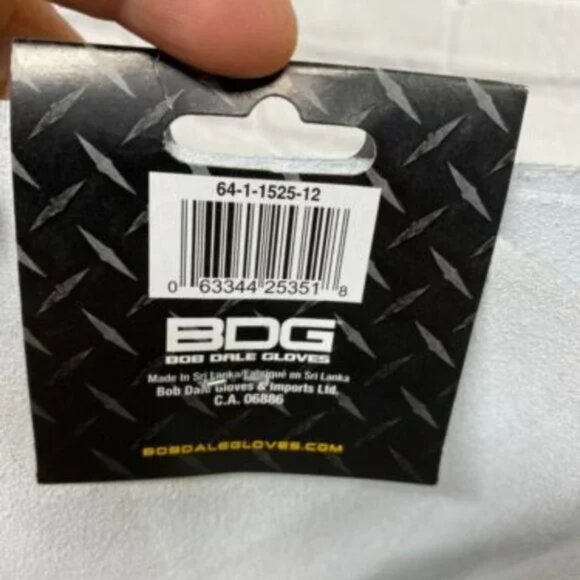 64-1-1525-12
0 63344 25351 8
BDG
BOB DALE GLOVES
Made In Sri Lanka/Fabriqué en Sri Lanka
Bob Dale Gloves & Imports Ltd.
C.A. 06886
BOBDALEGLOVES.COM